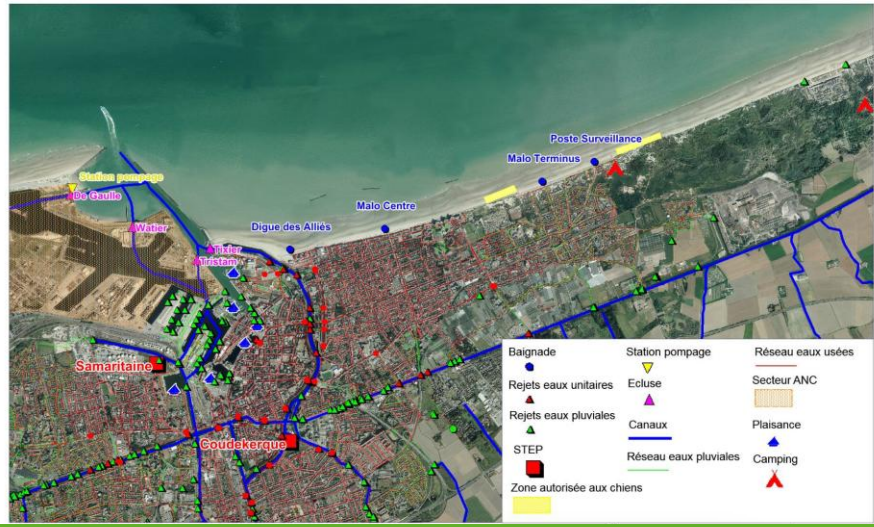 Poste Surveillance
Malo Terminus
Station pompage
De Gaulle
Malo Centre
Watier
Digue des Alliés
Tixier
Tristam
Samaritaine
Coudekerque
Baignade
Station pompage
Réseau eaux usées
Rejets eaux unitaires
Ecluse
Secteur ANC
Rejets eaux pluviales
Canaux
Plaisance
STEP
Réseau eaux pluviales
Camping
Zone autorisée aux chiens